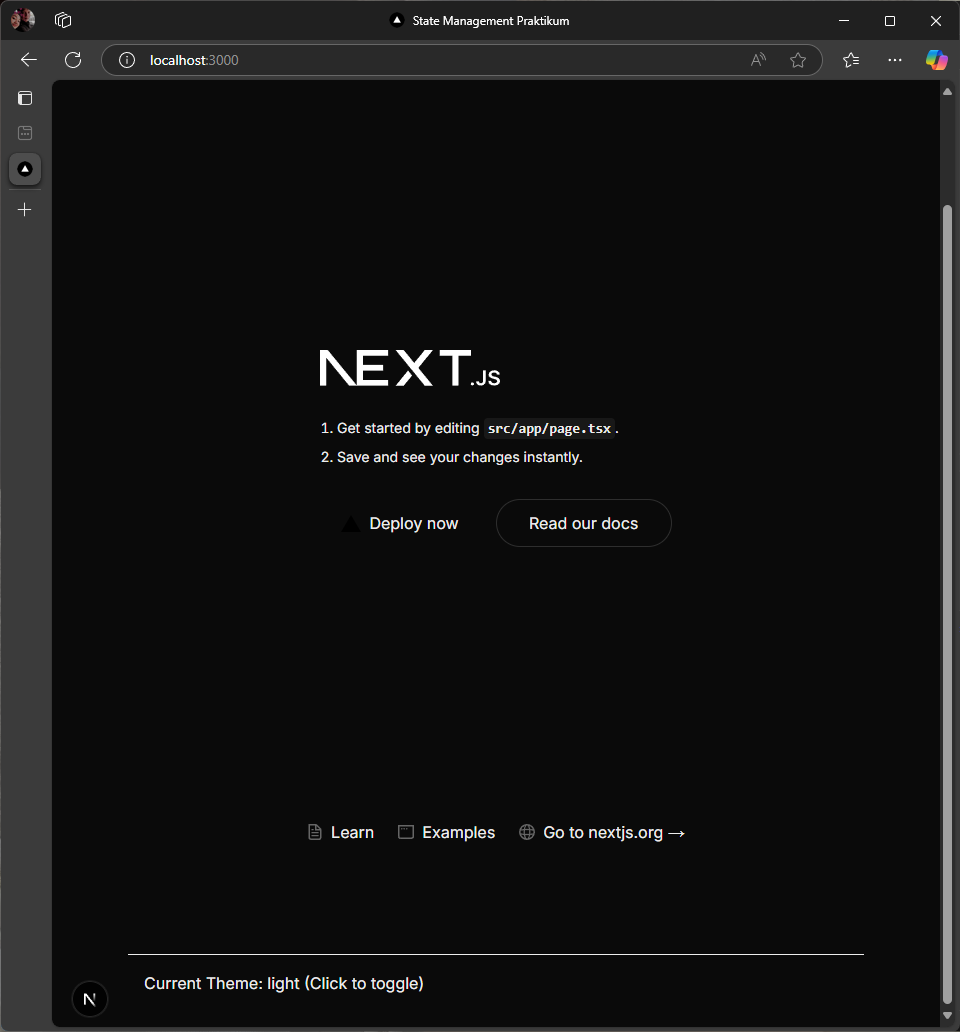 State Management Praktikum
localhost:3000
NEXT.JS
1. Get started by editing src/app/page.tsx.
2. Save and see your changes instantly.
Deploy now
Read our docs
Learn
Examples
Go to nextjs.org →
Current Theme: light (Click to toggle)
N